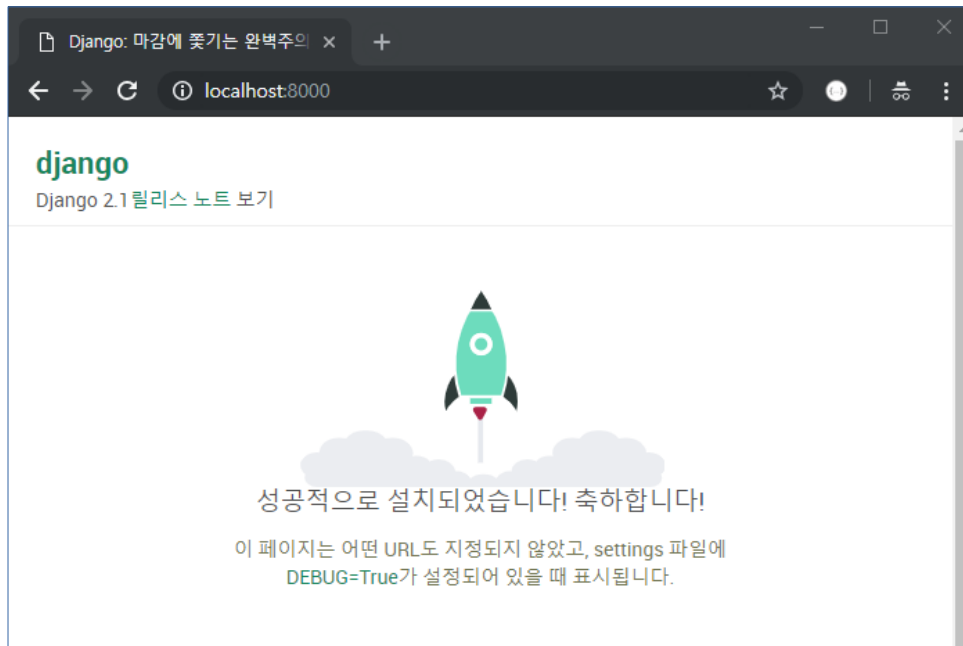 Django: 마감에 쫓기는 완벽주의
localhost:8000
django
Django 2.1릴리스 노트 보기
성공적으로 설치되었습니다! 축하합니다!
이 페이지는 어떤 URL도 지정되지 않았고, settings 파일에
DEBUG=True가 설정되어 있을 때 표시됩니다.